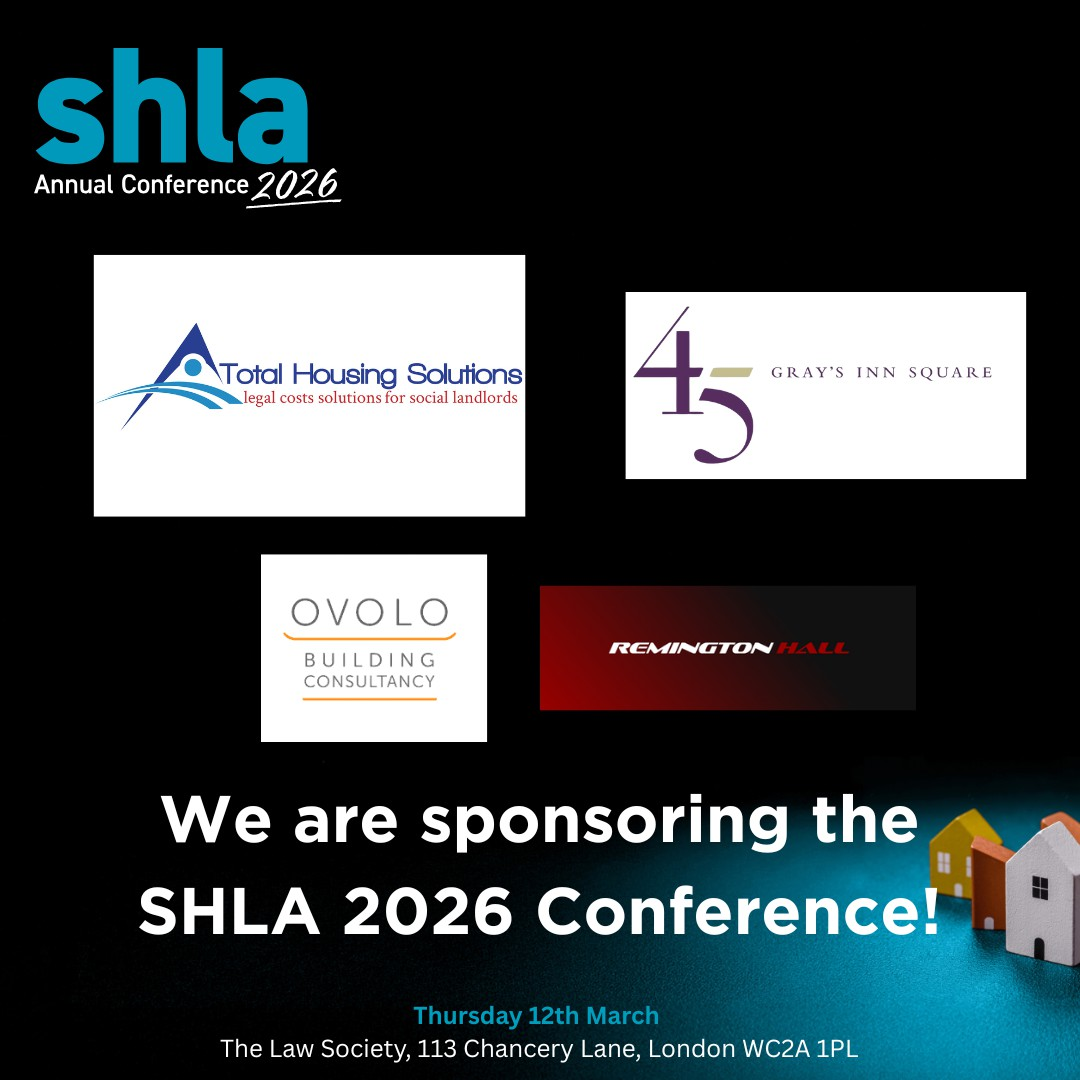 shla
Annual Conference 2026
Total Housing Solutions
legal costs solutions for social landlords
45
GRAY'S INN SQUARE
OVOLO
BUILDING
CONSULTANCY
REMINGTON HALL
We are sponsoring the
SHLA 2026 Conference!
Thursday 12th March
The Law Society, 113 Chancery Lane, London WC2A 1PL